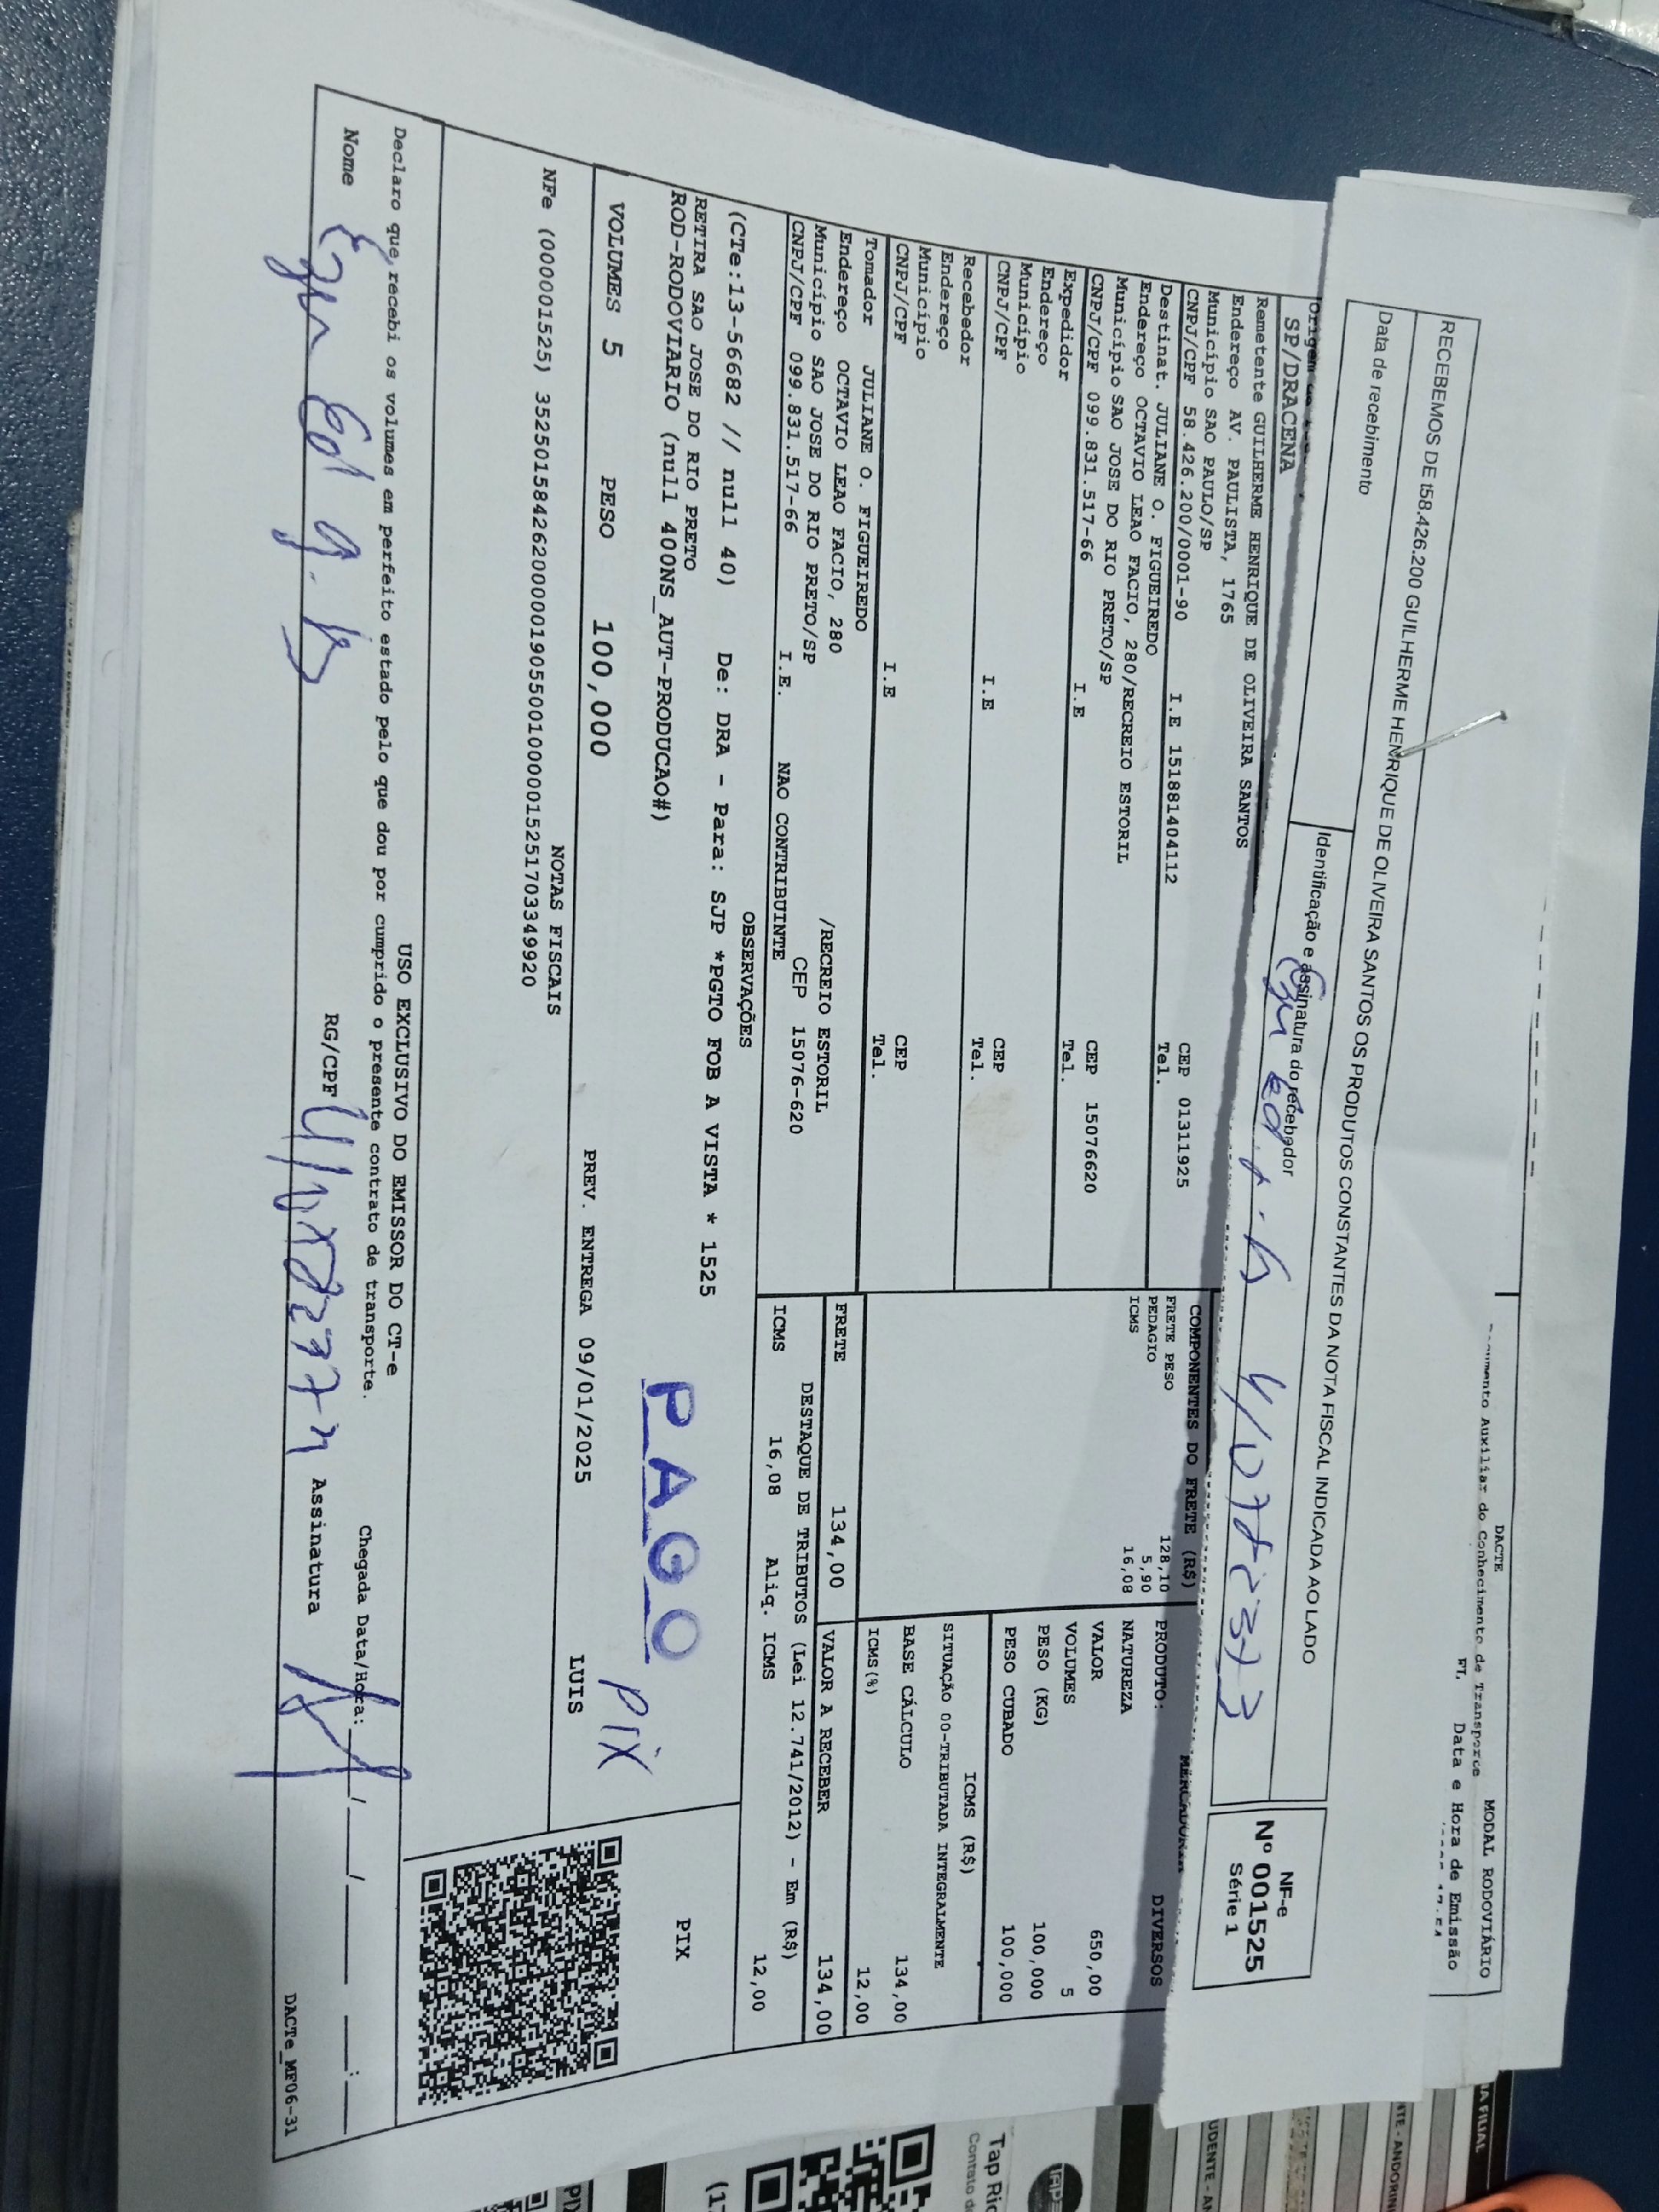 DACTE
Documento Auxiliar do Conhecimento de Transporte
MODAL RODOVIÁRIO
FL
Data e Hora de Emissão
RECEBEMOS DE t58.426.200 GUILHERME HENRIQUE DE OLIVEIRA SANTOS OS PRODUTOS CONSTANTES DA NOTA FISCAL INDICADA AO LADO
Data de recebimento
Identificação e assinatura do recebedor
NF-e
Nº 001525
Série 1
Origem
SP/DRACENA
Remetente GUILHERME HENRIQUE DE OLIVEIRA SANTOS
Endereço AV. PAULISTA, 1765
Município SAO PAULO/SP
CEP 01311925
CNPJ/CPF 58.426.200/0001-90 I.E 151881404112 Tel.
Destinat. JULIANE O. FIGUEIREDO
Endereço OCTAVIO LEAO FACIO, 280/RECREIO ESTORIL
Município SAO JOSE DO RIO PRETO/SP CEP 15076620
CNPJ/CPF 099.831.517-66 I.E Tel.
Expedidor
Endereço
Município CEP
CNPJ/CPF I.E Tel.
Recebedor
Endereço
Município CEP
CNPJ/CPF I.E Tel.
Tomador JULIANE O. FIGUEIREDO
Endereço OCTAVIO LEAO FACIO, 280 /RECREIO ESTORIL
Município SAO JOSE DO RIO PRETO/SP CEP 15076-620
CNPJ/CPF 099.831.517-66 I.E. NAO CONTRIBUINTE
COMPONENTES DO FRETE (R$)
FRETE PESO 128,10
PEDAGIO 5,90
ICMS 16,08
MERCADORIA
PRODUTO: DIVERSOS
NATUREZA
VALOR 650,00
VOLUMES 5
PESO (KG) 100,000
PESO CUBADO 100,000
ICMS (R$)
SITUAÇÃO 00-TRIBUTADA INTEGRALMENTE
BASE CÁLCULO 134,00
ICMS(%) 12,00
FRETE 134,00
VALOR A RECEBER 134,00
DESTAQUE DE TRIBUTOS (Lei 12.741/2012) - Em (R$)
ICMS 16,08 Aliq. ICMS 12,00
OBSERVAÇÕES
(CTe:13-56682 // null 40) De: DRA - Para: SJP *PGTO FOB A VISTA * 1525
RETIRA SAO JOSE DO RIO PRETO
ROD-RODOVIARIO (null 400NS_AUT-PRODUCAO#)
PAGO
PIX
PIX
VOLUMES 5 PESO 100,000 PREV. ENTREGA 09/01/2025 LUIS
NOTAS FISCAIS
NFe (000001525) 35250158426200000190550010000015251703349920
USO EXCLUSIVO DO EMISSOR DO CT-e
Declaro que recebi os volumes em perfeito estado pelo que dou por cumprido o presente contrato de transporte.
Chegada Data/Hora: __/__/____ __:__
Nome RG/CPF Assinatura
DACTe_MF06-31